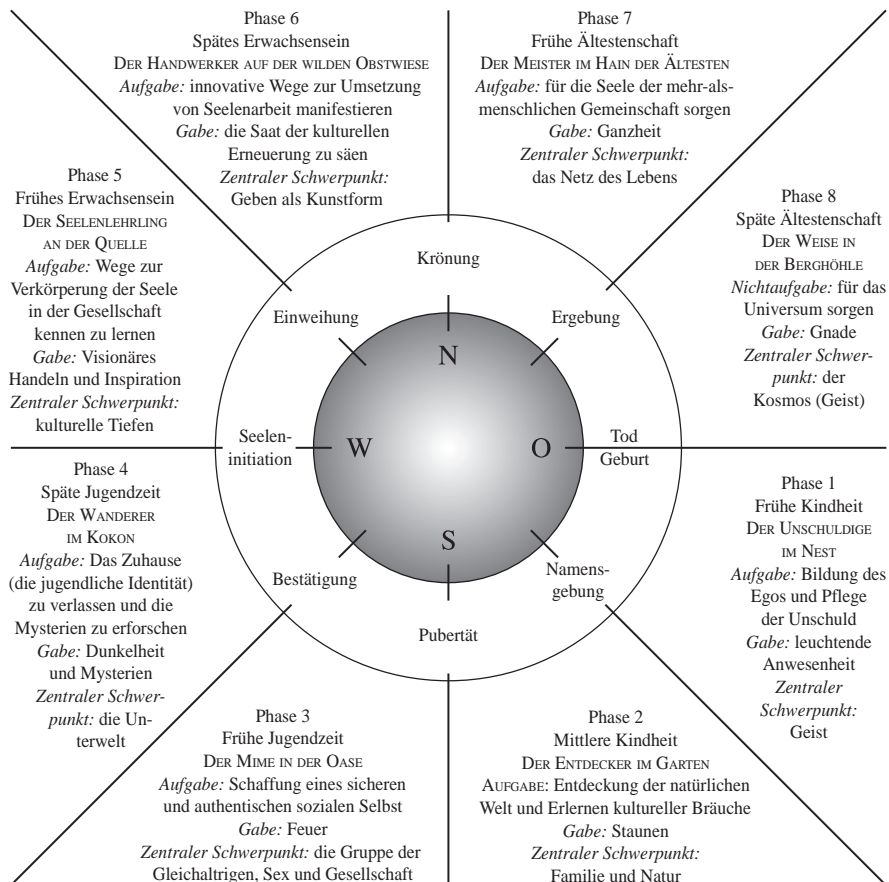 Phase 6
Spätes Erwachsensein
DER HANDWERKER AUF DER WILDEN OBSTWIESE
Aufgabe: innovative Wege zur Umsetzung
von Seelenarbeit manifestieren
Gabe: die Saat der kulturellen
Erneuerung zu säen
Zentraler Schwerpunkt:
Geben als Kunstform
Phase 7
Frühe Ältestenschaft
DER MEISTER IM HAIN DER ÄLTESTEN
Aufgabe: für die Seele der mehr-als-
menschlichen Gemeinschaft sorgen
Gabe: Ganzheit
Zentraler Schwerpunkt:
das Netz des Lebens
Phase 5
Frühes Erwachsensein
DER SEELENLEHRLING
AN DER QUELLE
Aufgabe: Wege zur
Verkörperung der Seele
in der Gesellschaft
kennen zu lernen
Gabe: Visionäres
Handeln und Inspiration
Zentraler Schwerpunkt:
kulturelle Tiefen
Phase 8
Späte Ältestenschaft
DER WEISE IN
DER BERGHÖHLE
Nichtaufgabe: für das
Universum sorgen
Gabe: Gnade
Zentraler Schwer-
punkt: der
Kosmos (Geist)
Krönung
Einweihung
Ergebung
N
Seelen-
initiation
W
O
Tod
Geburt
S
Bestätigung
Namens-
gebung
Pubertät
Phase 4
Späte Jugendzeit
DER WANDERER
IM KOKON
Aufgabe: Das Zuhause
(die jugendliche Identität)
zu verlassen und die
Mysterien zu erforschen
Gabe: Dunkelheit
und Mysterien
Zentraler Schwer-
punkt: die Un-
terwelt
Phase 1
Frühe Kindheit
DER UNSCHULDIGE
IM NEST
Aufgabe: Bildung des
Egos und Pflege
der Unschuld
Gabe: leuchtende
Anwesenheit
Zentraler
Schwerpunkt:
Geist
Phase 3
Frühe Jugendzeit
DER MIME IN DER OASE
Aufgabe: Schaffung eines sicheren
und authentischen sozialen Selbst
Gabe: Feuer
Zentraler Schwerpunkt: die Gruppe der
Gleichaltrigen, Sex und Gesellschaft
Phase 2
Mittlere Kindheit
DER ENTDECKER IM GARTEN
AUFGABE: Entdeckung der natürlichen
Welt und Erlernen kultureller Bräuche
Gabe: Staunen
Zentraler Schwerpunkt:
Familie und Natur